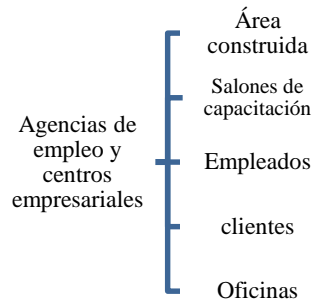 Agencias de
empleo y
centros
empresariales
Área
construida
Salones de
capacitación
Empleados
clientes
Oficinas